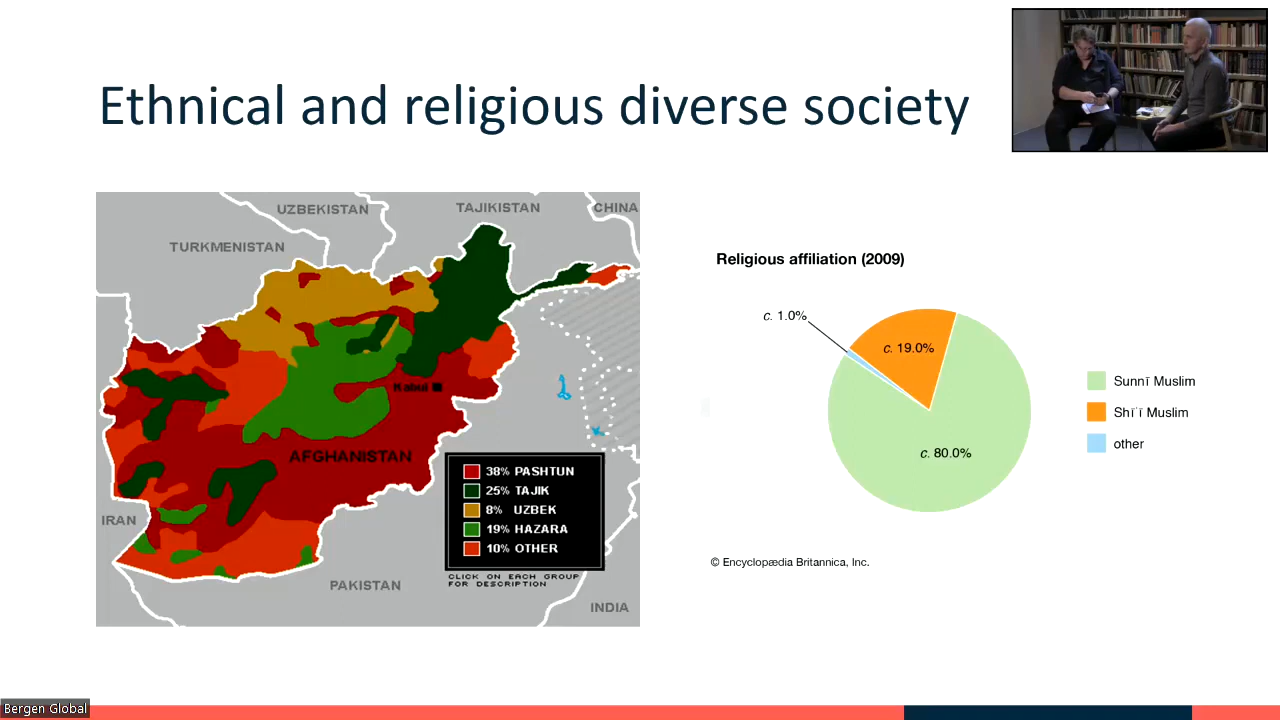 Ethnical and religious diverse society
UZBEKISTAN
TAJIKISTAN
CHINA
TURKMENISTAN
Kabul
AFGHANISTAN
IRAN
PAKISTAN
INDIA
38% PASHTUN
25% TAJIK
8% UZBEK
19% HAZARA
10% OTHER
CLICK ON EACH GROUP
FOR DESCRIPTION
Religious affiliation (2009)
c. 1.0%
c. 19.0%
c. 80.0%
Sunnī Muslim
Shīʿī Muslim
other
© Encyclopædia Britannica, Inc.
Bergen Global